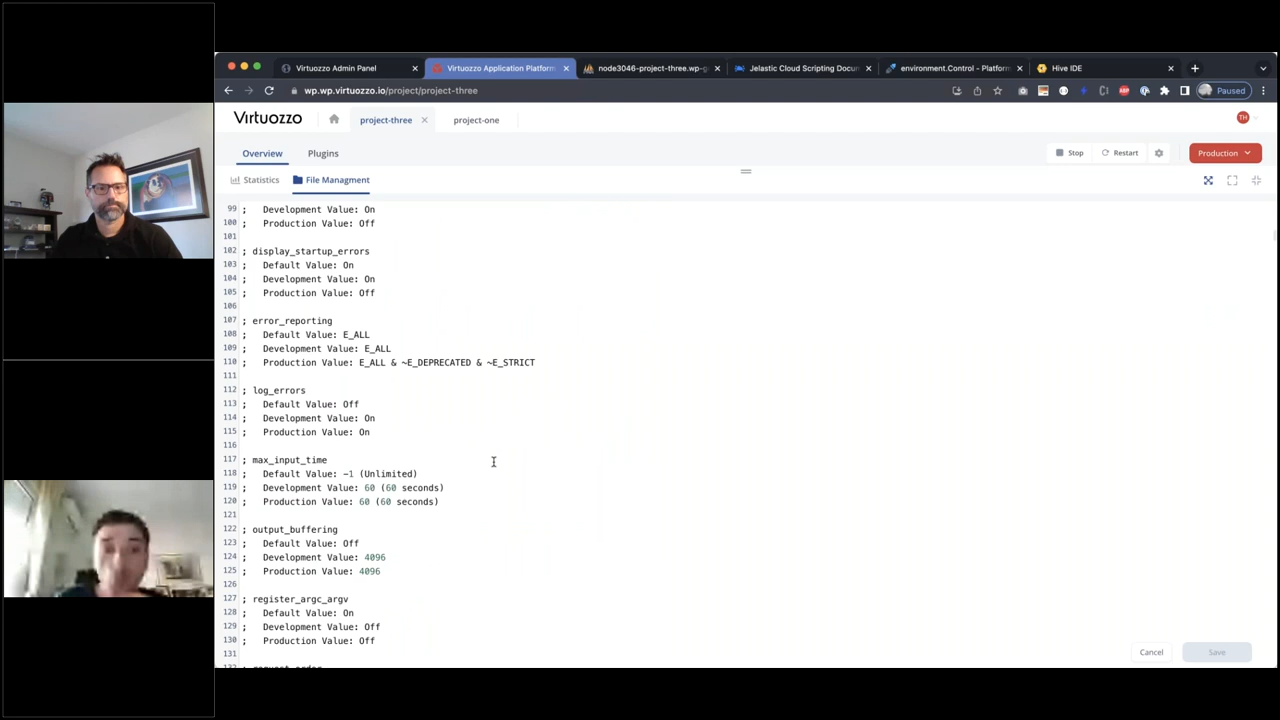 Virtuozzo Admin Panel
Virtuozzo Application Platform
node3046-project-three.wp-g
Jelastic Cloud Scripting Docum
environment.Control - Platform
Hive IDE
wp.wp.virtuozzo.io/project/project-three
Paused
Virtuozzo
project-three
project-one
TH
Overview
Plugins
Stop
Restart
Production
Statistics
File Managment
99 ;   Development Value: On
100 ;   Production Value: Off
101
102 ; display_startup_errors
103 ;   Default Value: On
104 ;   Development Value: On
105 ;   Production Value: Off
106
107 ; error_reporting
108 ;   Default Value: E_ALL
109 ;   Development Value: E_ALL
110 ;   Production Value: E_ALL & ~E_DEPRECATED & ~E_STRICT
111
112 ; log_errors
113 ;   Default Value: Off
114 ;   Development Value: On
115 ;   Production Value: On
116
117 ; max_input_time
118 ;   Default Value: -1 (Unlimited)
119 ;   Development Value: 60 (60 seconds)
120 ;   Production Value: 60 (60 seconds)
121
122 ; output_buffering
123 ;   Default Value: Off
124 ;   Development Value: 4096
125 ;   Production Value: 4096
126
127 ; register_argc_argv
128 ;   Default Value: On
129 ;   Development Value: Off
130 ;   Production Value: Off
131
132 ; request_order
Cancel
Save